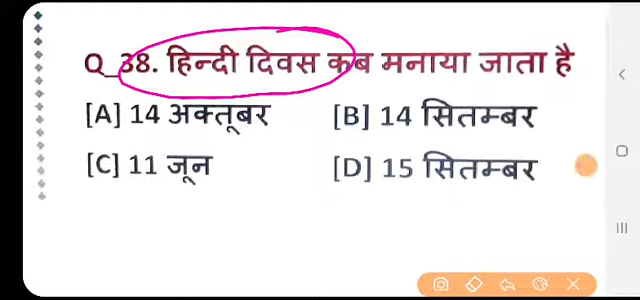 Q_38. हिन्दी दिवस कब मनाया जाता है
[A] 14 अक्तूबर [B] 14 सितम्बर
[C] 11 जून [D] 15 सितम्बर